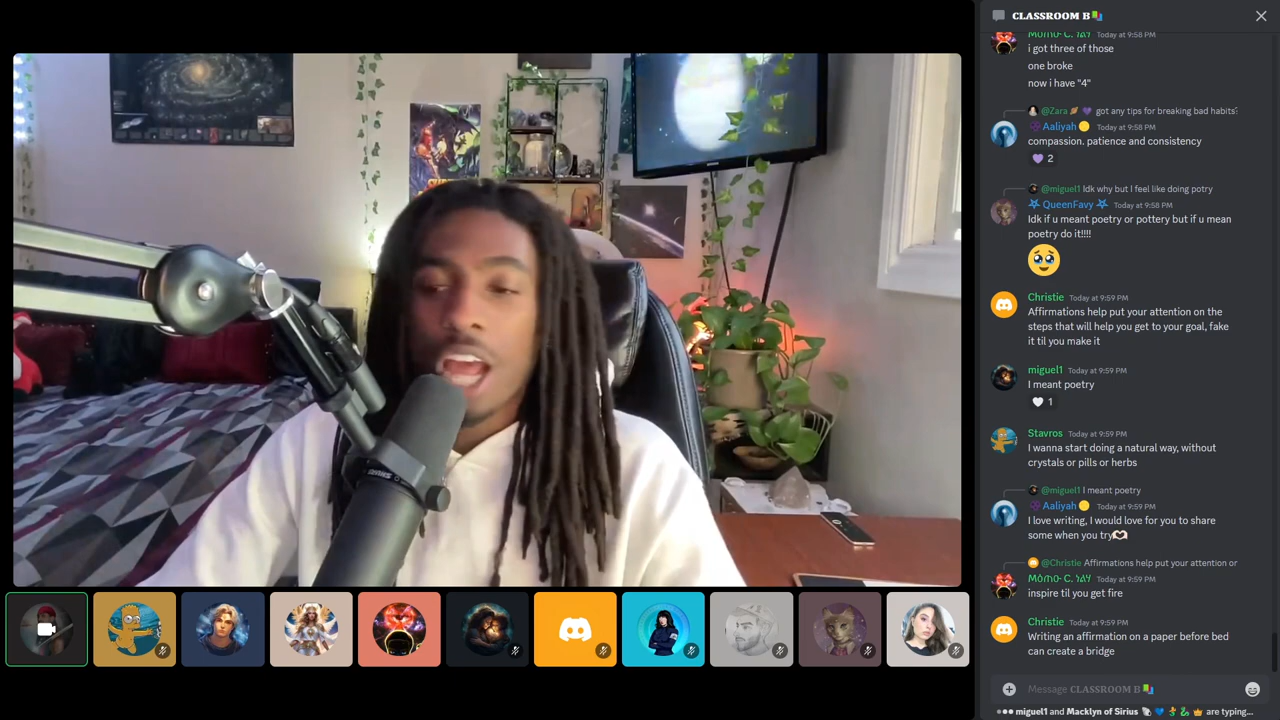 CLASSROOM B
Today at 9:58 PM
i got three of those
one broke
now i have "4"
@Zara got any tips for breaking bad habits?
Aaliyah Today at 9:58 PM
compassion. patience and consistency
2
@miguel1 Idk why but I feel like doing potry
QueenFavy Today at 9:58 PM
Idk if u meant poetry or pottery but if u mean
poetry do it!!!!
Christie Today at 9:59 PM
Affirmations help put your attention on the
steps that will help you get to your goal, fake
it til you make it
miguel1 Today at 9:59 PM
I meant poetry
1
Stavros Today at 9:59 PM
I wanna start doing a natural way, without
crystals or pills or herbs
@miguel1 I meant poetry
Aaliyah Today at 9:59 PM
I love writing, I would love for you to share
some when you try
@Christie Affirmations help put your attention or
Today at 9:59 PM
inspire til you get fire
Christie Today at 9:59 PM
Writing an affirmation on a paper before bed
can create a bridge
Message CLASSROOM B
miguel1 and Macklyn of Sirius are typing...